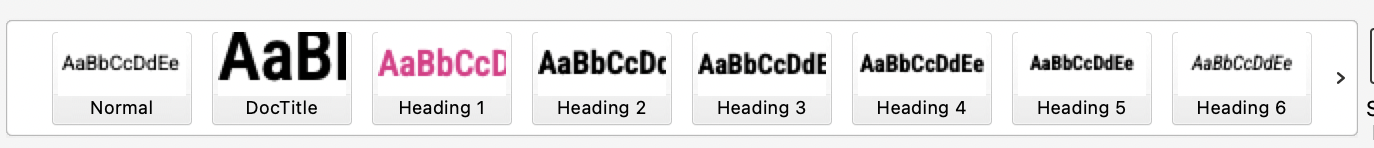 AaBbCcDdEe AaBl AaBbCcD AaBbCcDc AaBbCcDdE AaBbCcDdEe AaBbCcDdEe AaBbCcDdEe
Normal DocTitle Heading 1 Heading 2 Heading 3 Heading 4 Heading 5 Heading 6